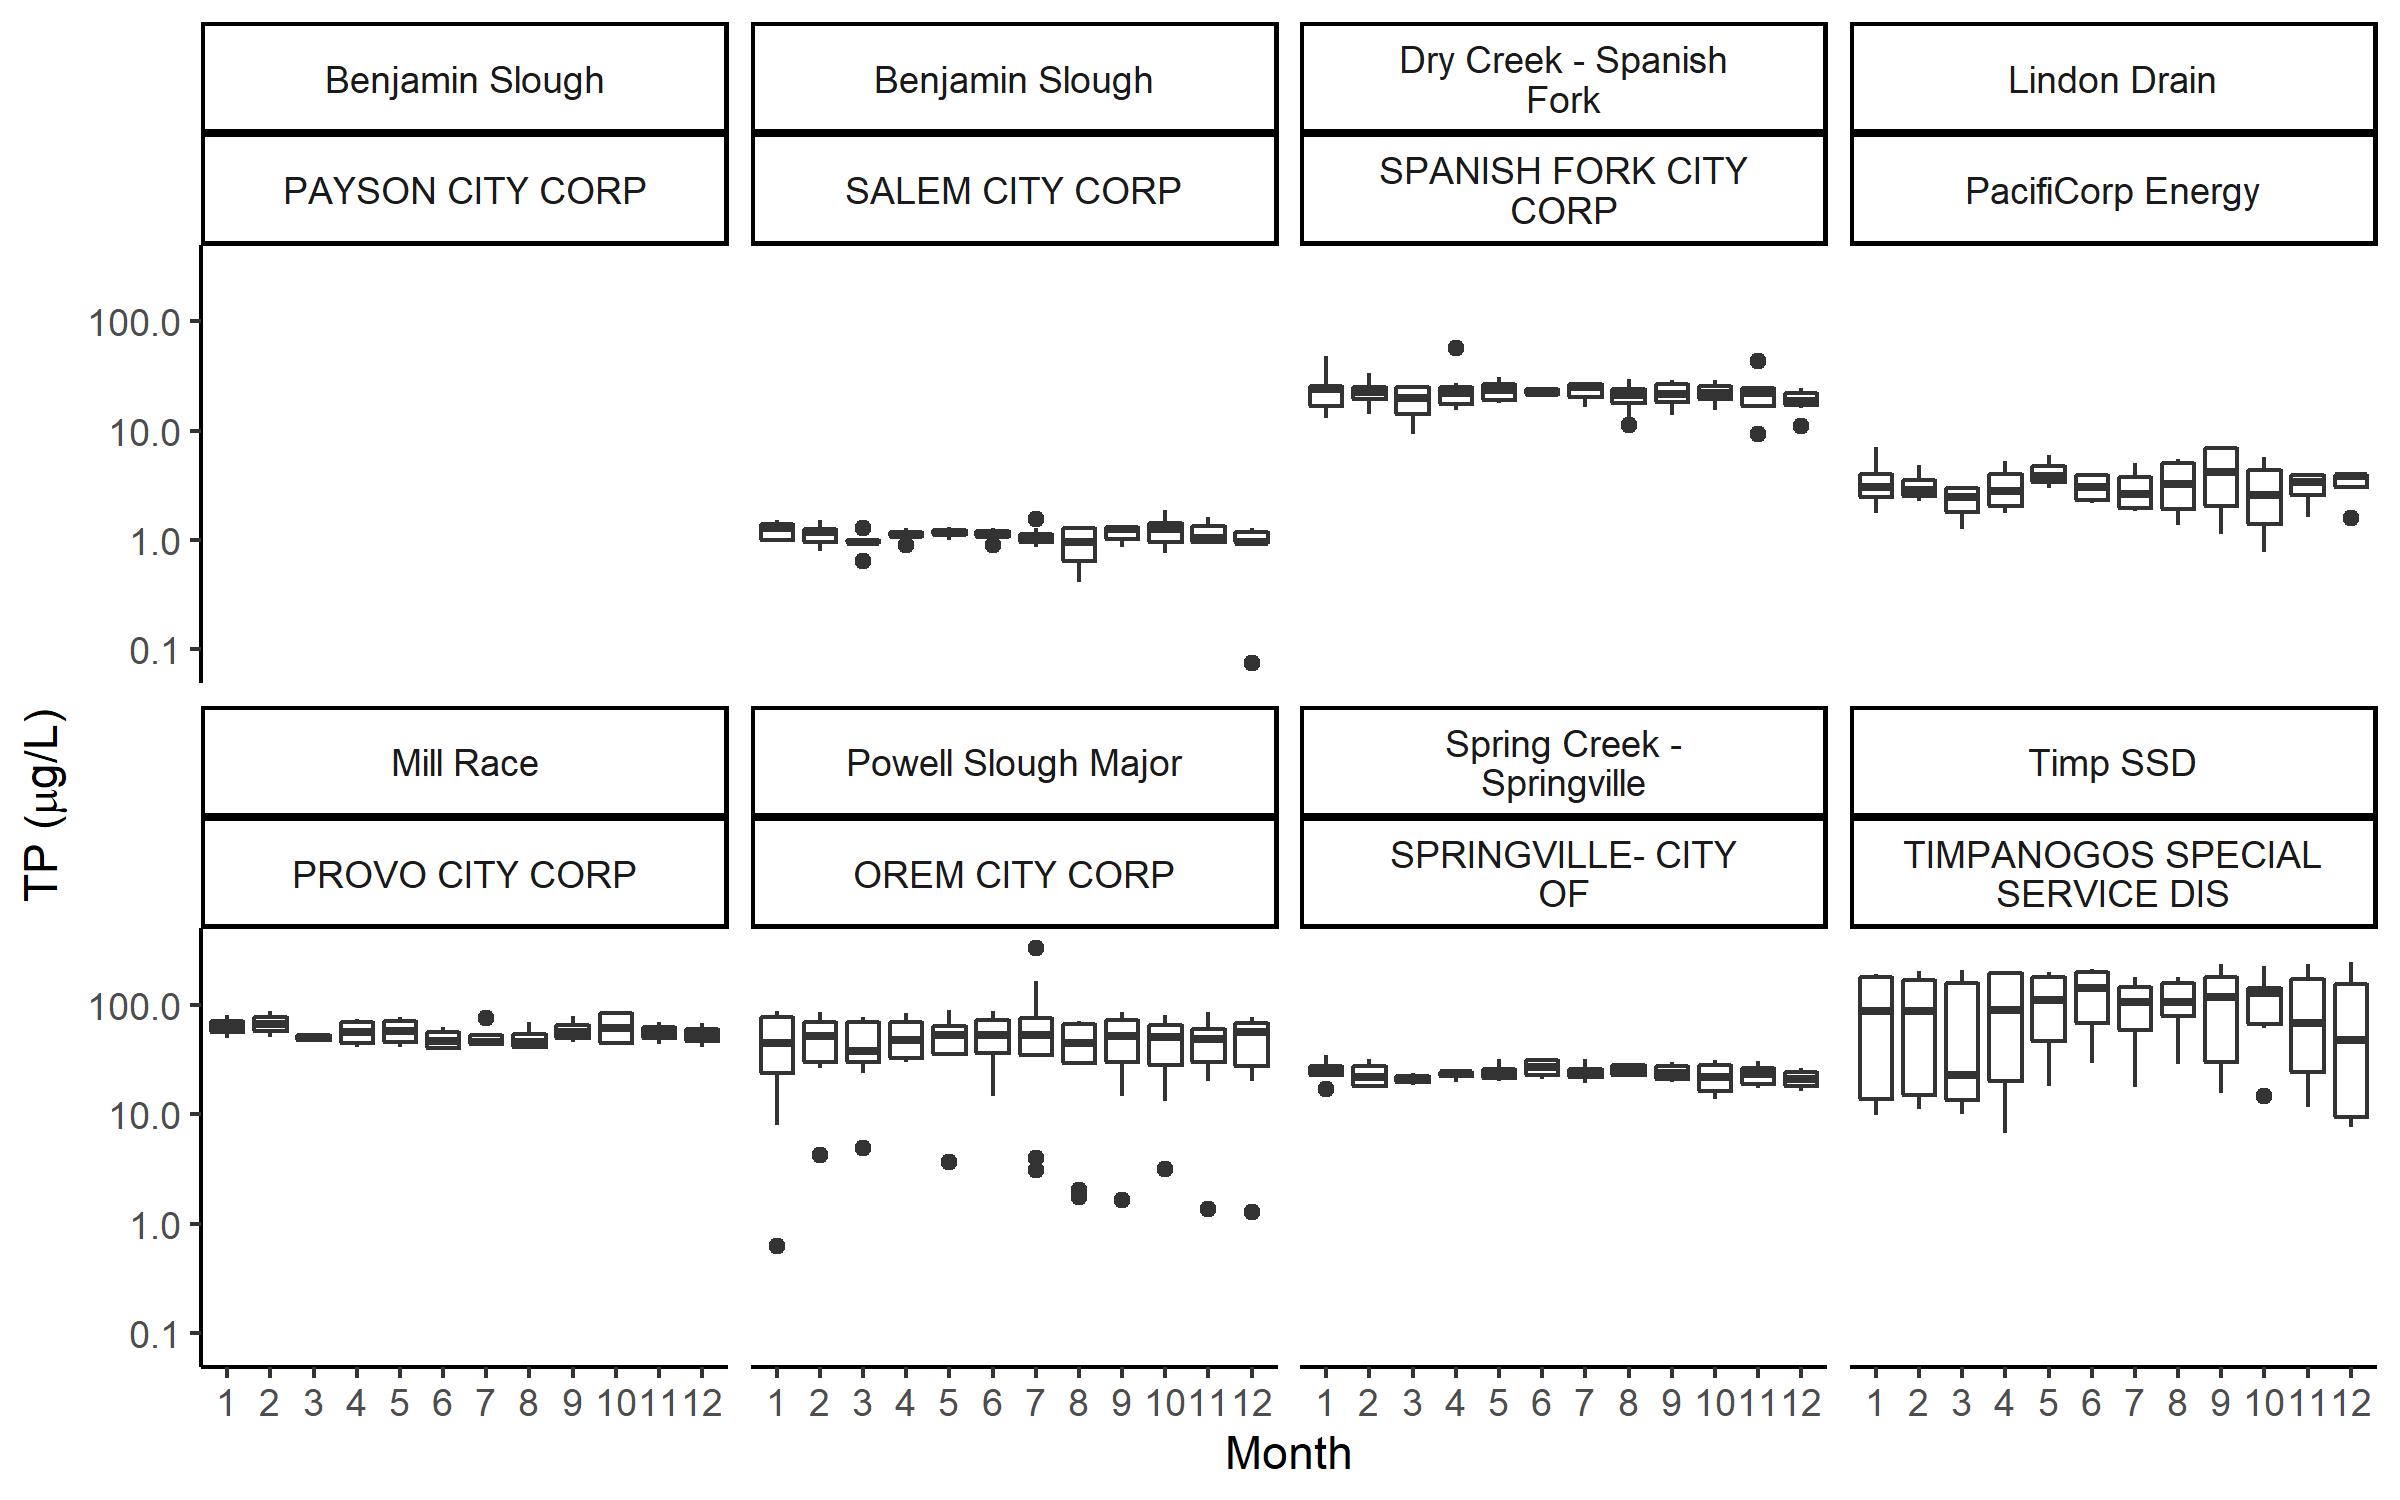 Benjamin Slough
Benjamin Slough
Dry Creek - Spanish
Fork
Lindon Drain
PAYSON CITY CORP
SALEM CITY CORP
SPANISH FORK CITY
CORP
PacifiCorp Energy
100.0
10.0
1.0
0.1
TP (µg/L)
Mill Race
Powell Slough Major
Spring Creek -
Springville
Timp SSD
PROVO CITY CORP
OREM CITY CORP
SPRINGVILLE- CITY
OF
TIMPANOGOS SPECIAL
SERVICE DIS
100.0
10.0
1.0
0.1
1 2 3 4 5 6 7 8 9 10 11 12
1 2 3 4 5 6 7 8 9 10 11 12
1 2 3 4 5 6 7 8 9 10 11 12
1 2 3 4 5 6 7 8 9 10 11 12
Month